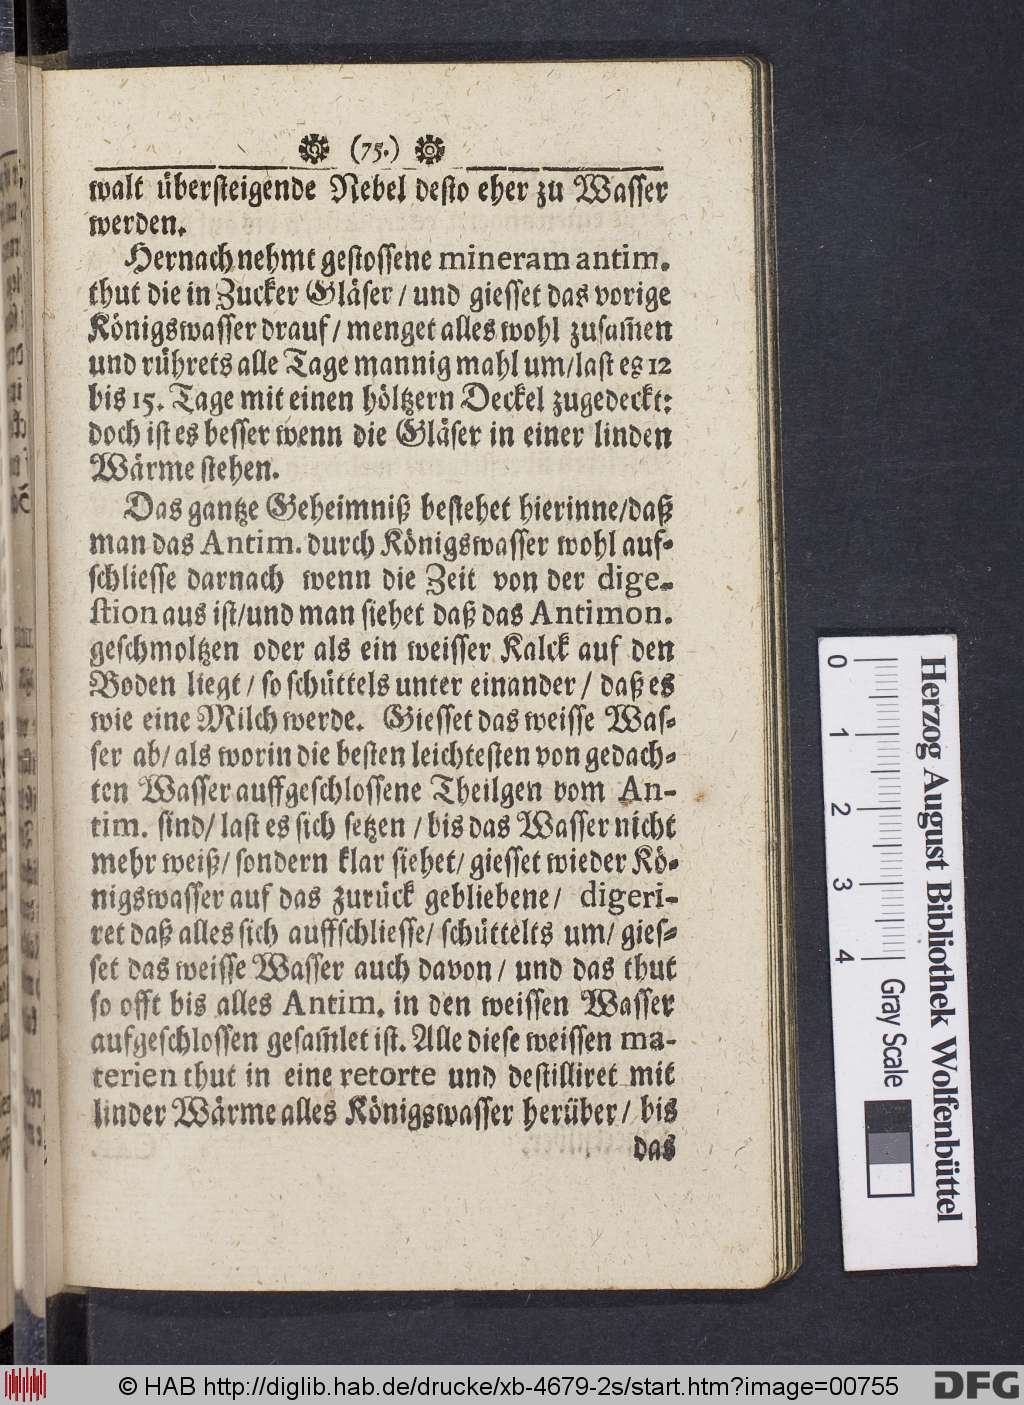 (75.)
walt übersteigende Nebel desto eher zu Wasser
werden.
Hernach nehmt gestossene mineram antim.
thut die in Zucker Gläser / und giesset das vorige
Königswasser drauf / menget alles wohl zusam̃en
und rührets alle Tage mannig mahl um/last es 12
bis 15. Tage mit einen höltzern Deckel zugedeckt:
doch ist es besser wenn die Gläser in einer linden
Wärme stehen.
Das gantze Geheimniß bestehet hierinne/daß
man das Antim. durch Königswasser wohl auf-
schliesse darnach wenn die Zeit von der dige-
stion aus ist/und man siehet daß das Antimon.
geschmoltzen oder als ein weisser Kalck auf den
Boden liegt / so schüttels unter einander / daß es
wie eine Milch werde. Giesset das weisse Was-
ser ab/ als worin die besten leichtesten von gedach-
ten Wasser auffgeschlossene Theilgen vom An-
tim. sind/ last es sich setzen / bis das Wasser nicht
mehr weiß/ sondern klar siehet/ giesset wieder Kö-
nigswasser auf das zurück gebliebene/ digeri-
ret daß alles sich auffschliesse/ schüttelts um/ gies-
set das weisse Wasser auch davon / und das thut
so offt bis alles Antim. in den weissen Wasser
aufgeschlossen gesam̃let ist. Alle diese weissen ma-
terien thut in eine retorte und destilliret mit
linder Wärme alles Königswasser herüber / bis
das
0 1 2 3 4
Herzog August Bibliothek Wolfenbüttel
Gray Scale
© HAB http://diglib.hab.de/drucke/xb-4679-2s/start.htm?image=00755
DFG